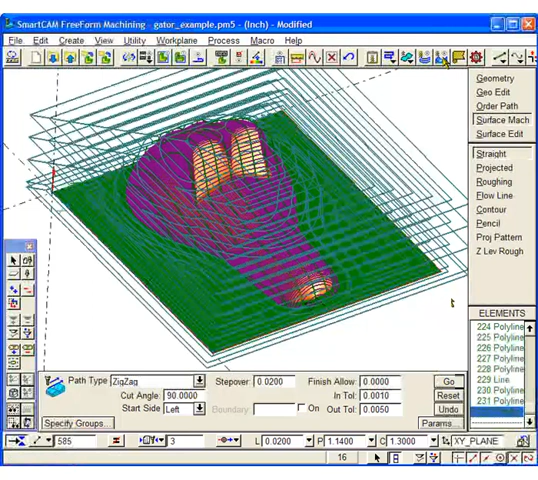 SmartCAM FreeForm Machining - gator_example.pm5 - (Inch) - Modified
File Edit Create View Utility Workplane Process Macro Help
Geometry
Geo Edit
Order Path
Surface Mach
Surface Edit
Straight
Projected
Roughing
Flow Line
Contour
Pencil
Proj Pattern
Z Lev Rough
ELEMENTS
224 Polyline
225 Polyline
226 Polyline
227 Polyline
228 Polyline
229 Line
230 Polyline
231 Polyline
Path Type ZigZag Stepover: 0.0200 Finish Allow: 0.0000 Go
Cut Angle: 90.0000 In Tol: 0.0010 Reset
Start Side Left Boundary: On Out Tol: 0.0050 Undo
Specify Groups... Params...
585 3 L 0.0200 P 1.1400 C 1.3000 XY_PLANE
16